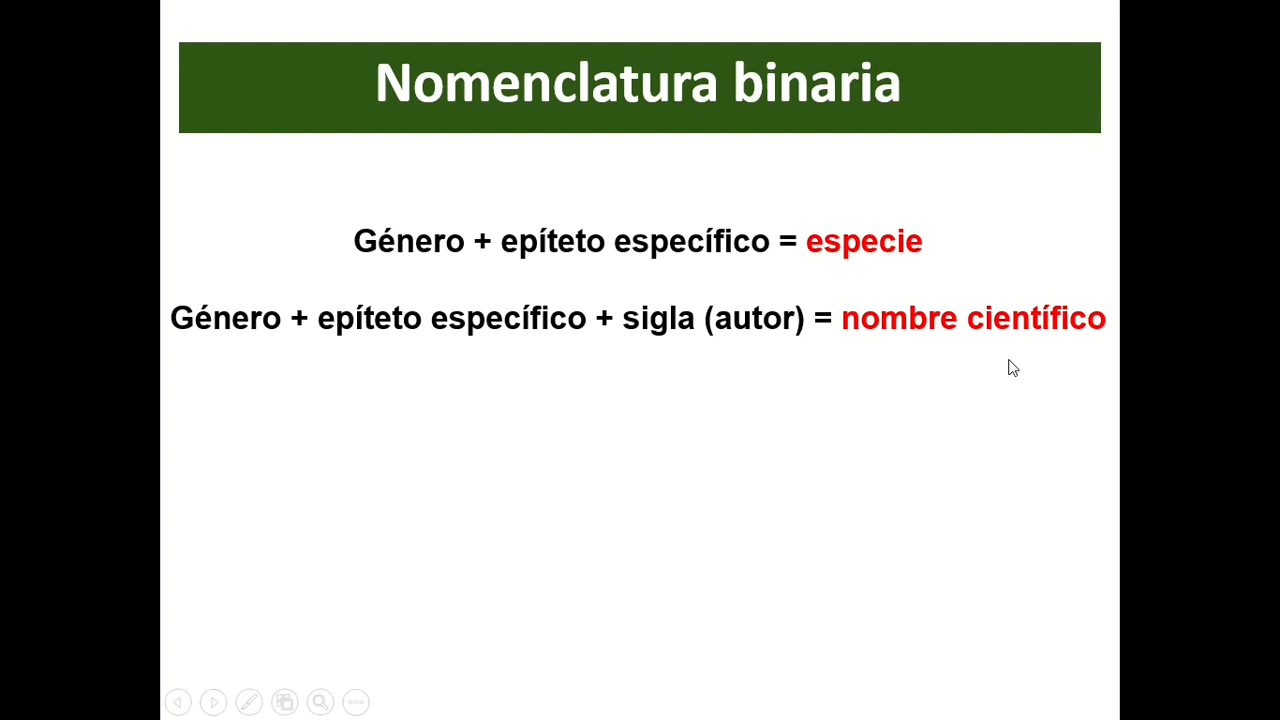 Nomenclatura binaria
Género + epíteto específico = especie
Género + epíteto específico + sigla (autor) = nombre científico